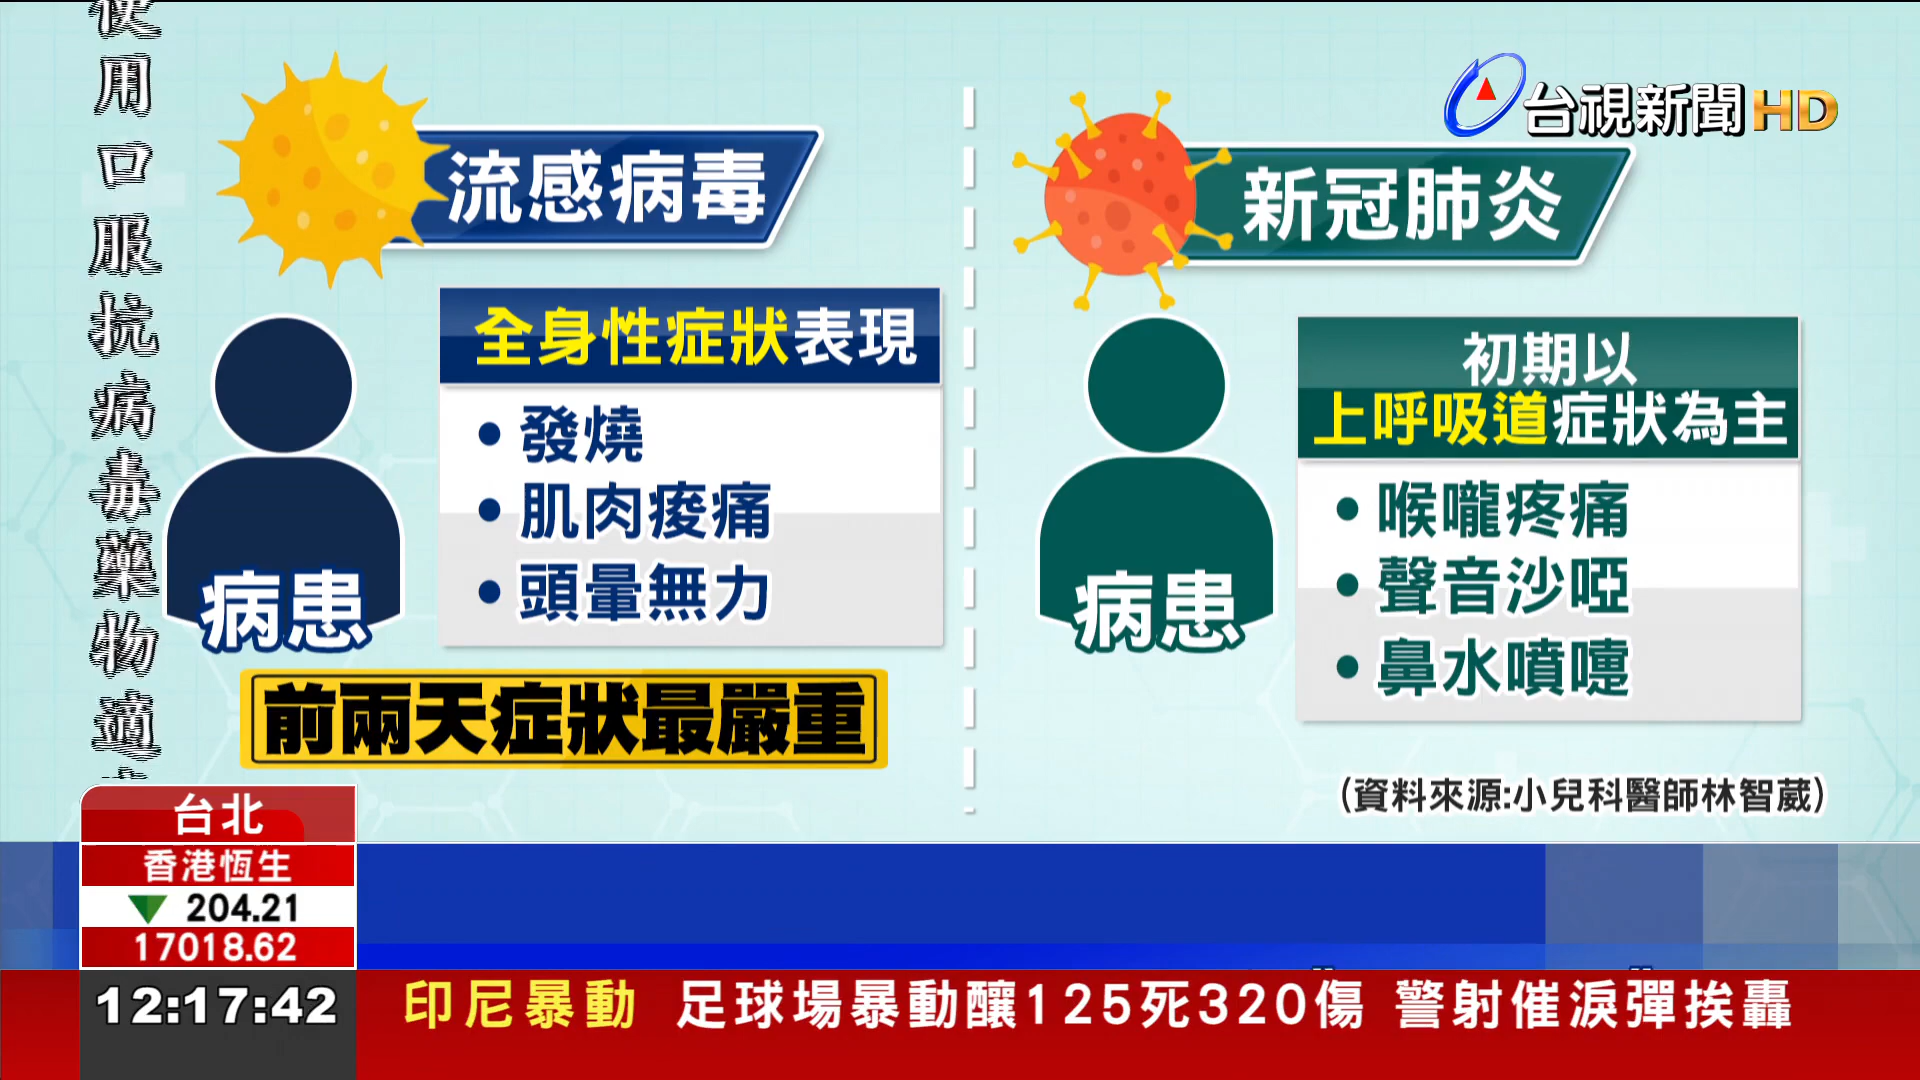 使用口服抗病毒藥物適
台視新聞HD
流感病毒
全身性症狀表現
• 發燒
• 肌肉痠痛
• 頭暈無力
病患
前兩天症狀最嚴重
新冠肺炎
初期以
上呼吸道症狀為主
• 喉嚨疼痛
• 聲音沙啞
• 鼻水噴嚏
病患
(資料來源:小兒科醫師林智葳)
台北
香港恆生
▼ 204.21
17018.62
12:17:42
印尼暴動 足球場暴動釀125死320傷 警射催淚彈挨轟